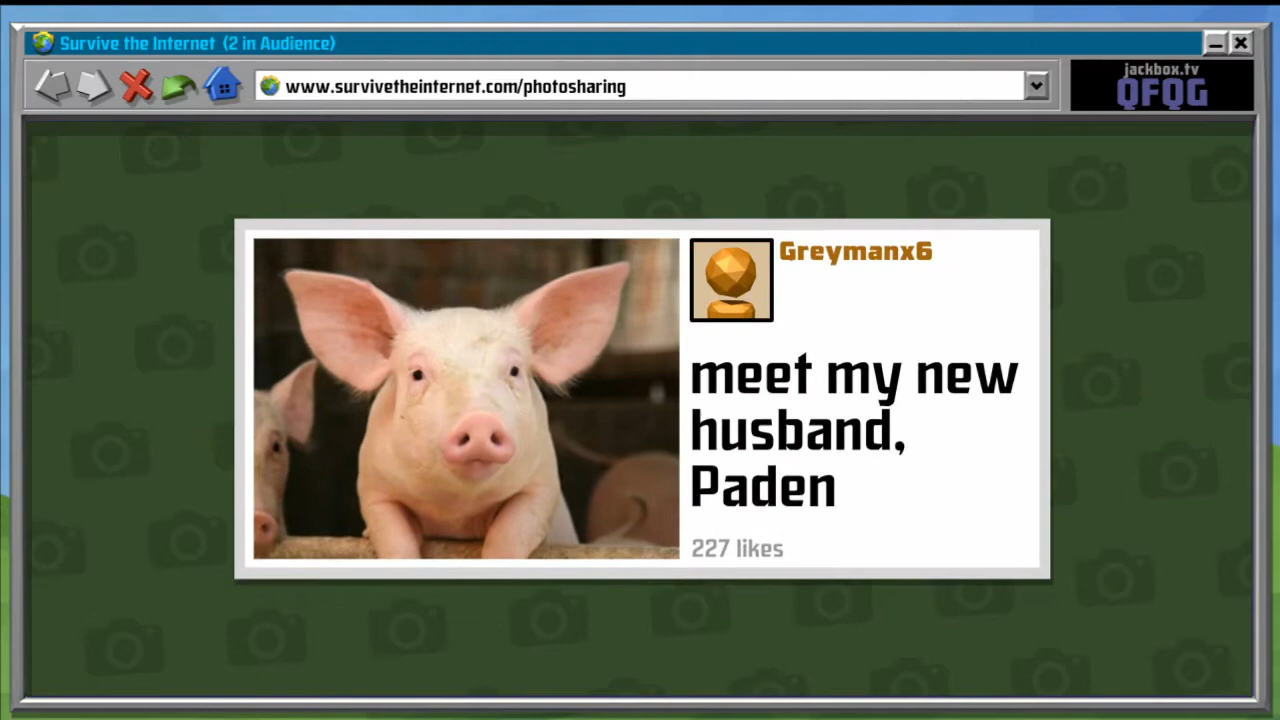 Survive the Internet (2 in Audience)
www.survivetheinternet.com/photosharing
jackbox.tv
QFQG
Greymanx6
meet my new
husband,
Paden
227 likes